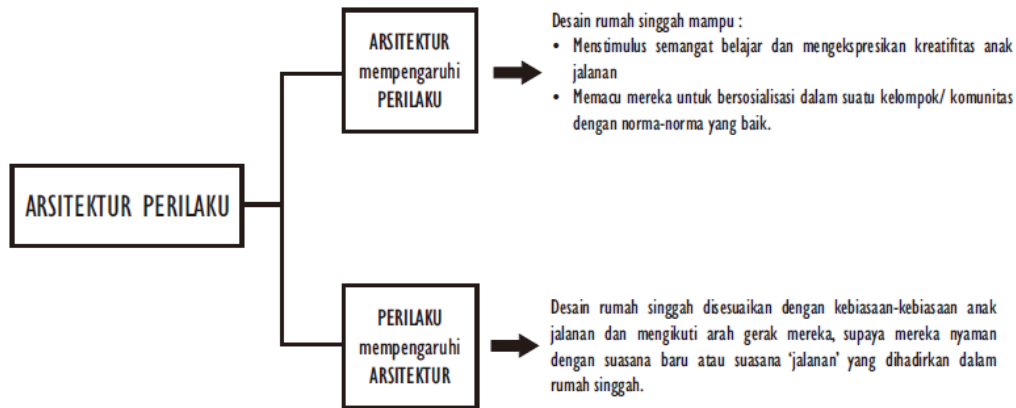 ARSITEKTUR PERILAKU
ARSITEKTUR
mempengaruhi
PERILAKU
Desain rumah singgah mampu :
• Menstimulus semangat belajar dan mengekspresikan kreatifitas anak
jalanan
• Memacu mereka untuk bersosialisasi dalam suatu kelompok/ komunitas
dengan norma-norma yang baik.
PERILAKU
mempengaruhi
ARSITEKTUR
Desain rumah singgah disesuaikan dengan kebiasaan-kebiasaan anak
jalanan dan mengikuti arah gerak mereka, supaya mereka nyaman
dengan suasana baru atau suasana ‘jalanan’ yang dihadirkan dalam
rumah singgah.